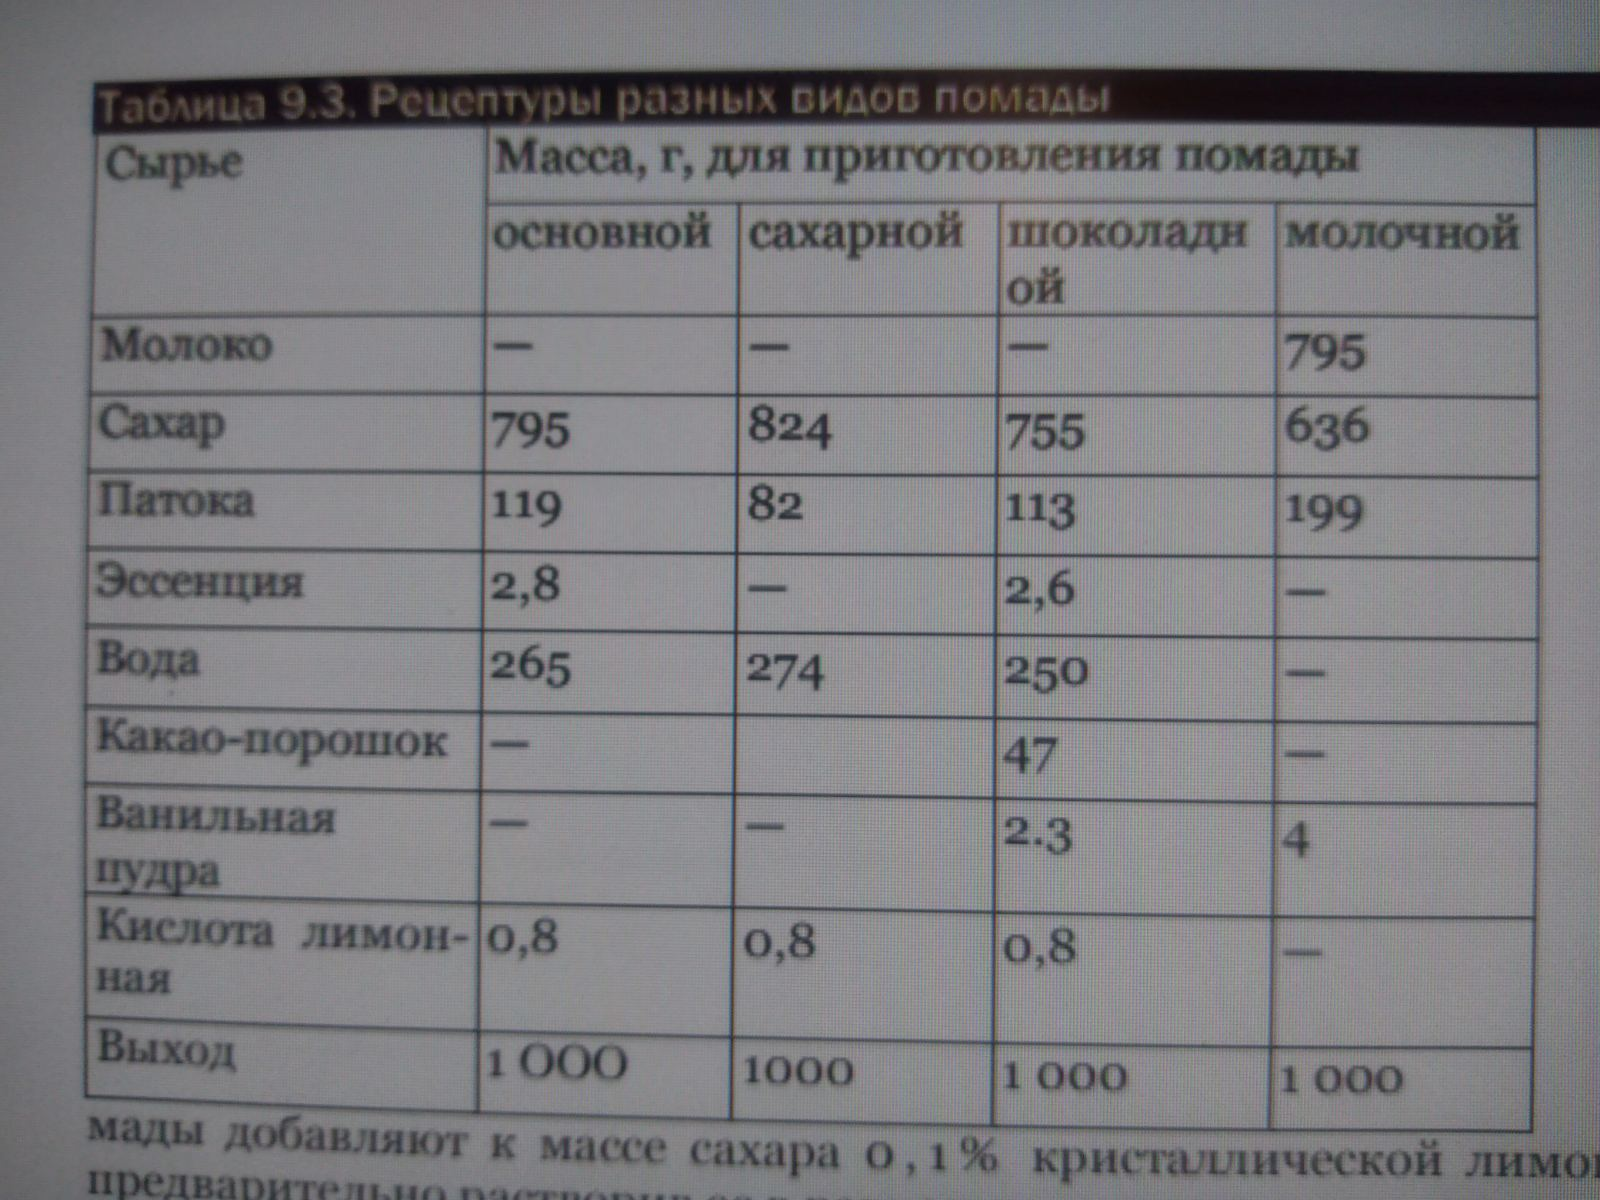 Таблица 9.3. Рецептуры разных видов помады
Сырье Масса, г, для приготовления помады
основной сахарной шоколадн молочной
ой
Молоко — — — 795
Сахар 795 824 755 636
Патока 119 82 113 199
Эссенция 2,8 — 2,6 —
Вода 265 274 250 —
Какао-порошок — 47 —
Ванильная — — 2.3 4
пудра
Кислота лимон- 0,8 0,8 0,8 —
ная
Выход 1 ООО 1000 1 000 1 000
мады добавляют к массе сахара 0,1% кристаллической
предварительно